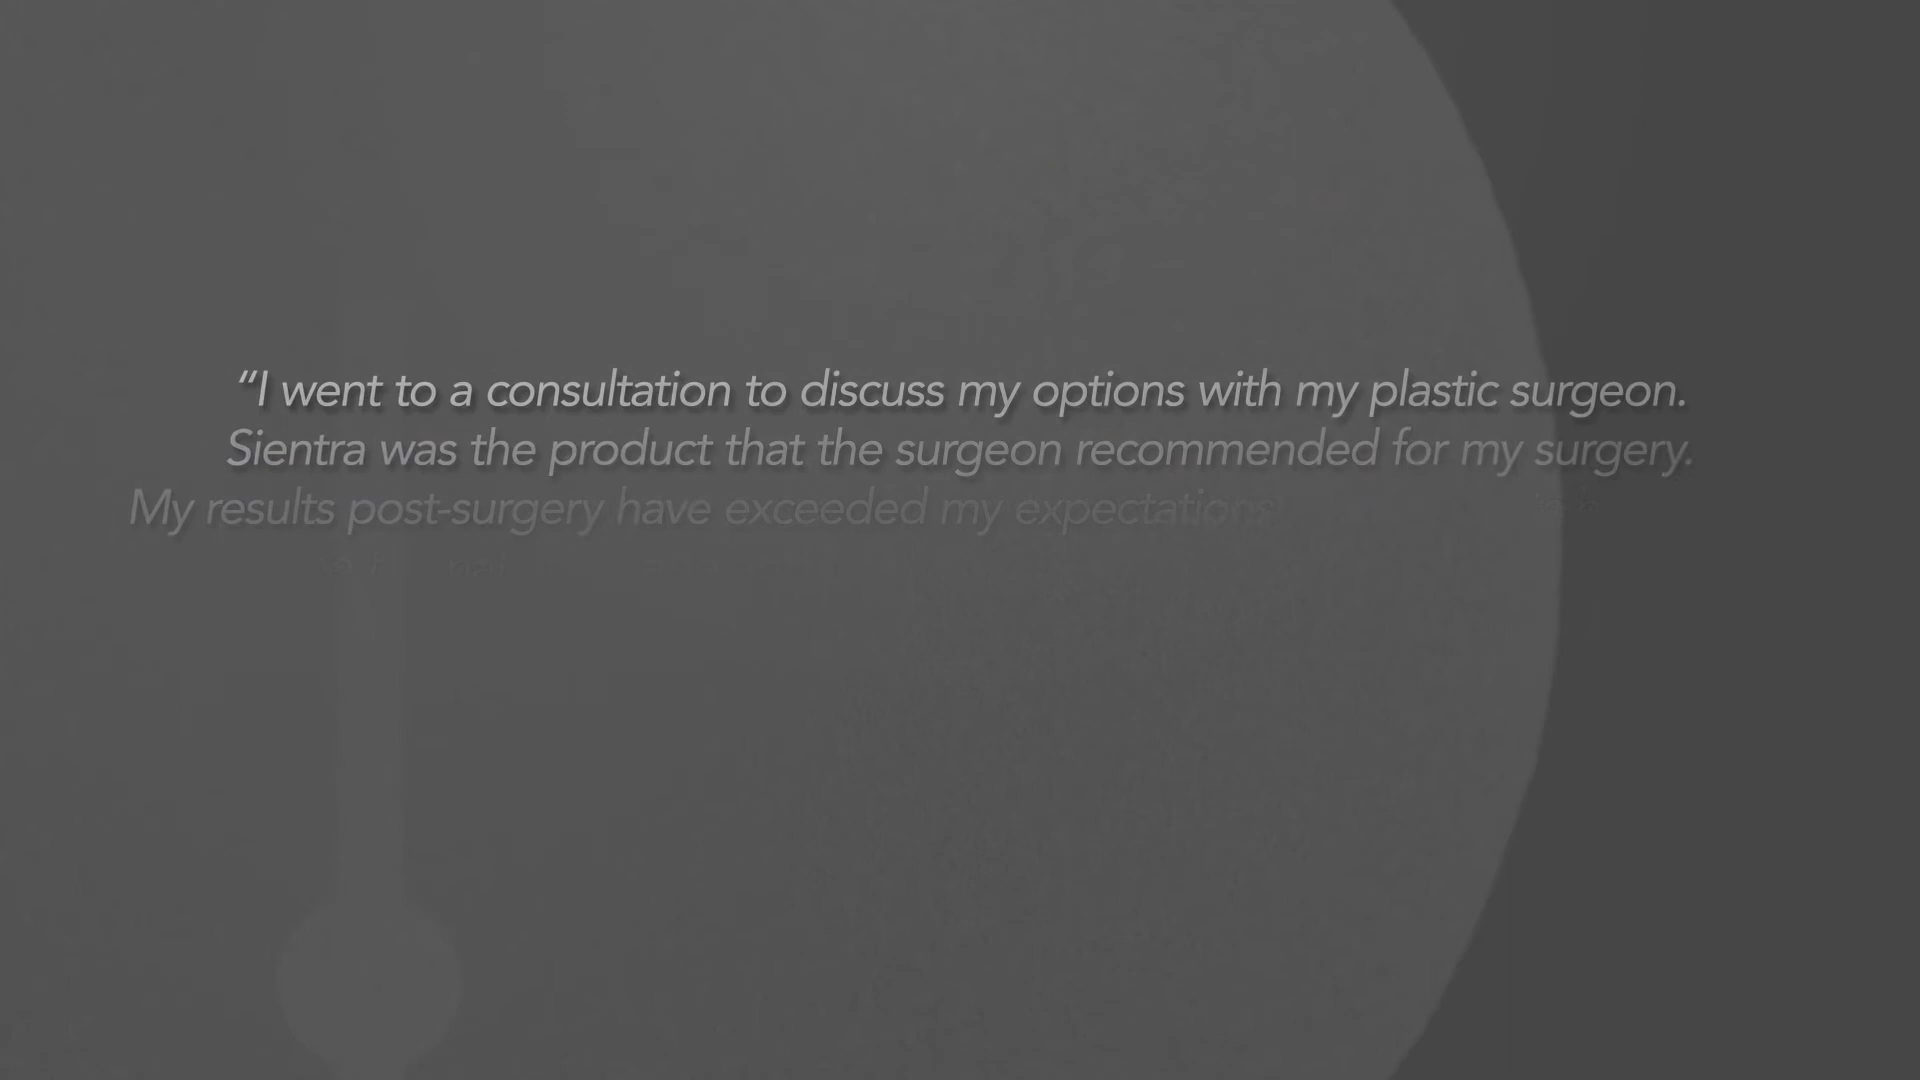 “I went to a consultation to discuss my options with my plastic surgeon.
Sientra was the product that the surgeon recommended for my surgery.
My results post-surgery have exceeded my expectations